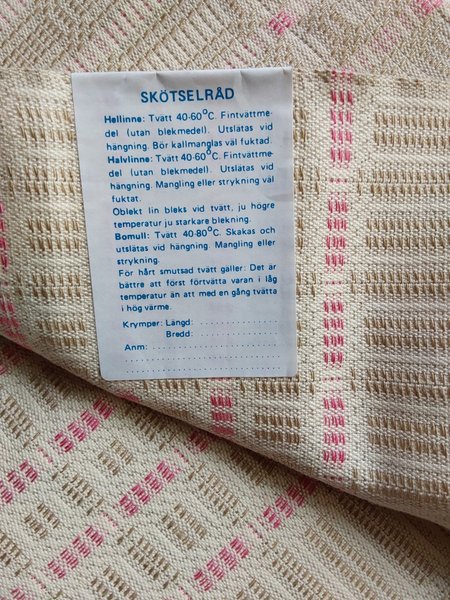 SKÖTSELRÅD
Hellinne: Tvätt 40-60°C. Fintvättme-
del (utan blekmedel). Utslätas vid
hängning. Bör kallmanglas väl fuktad.
Halvlinne: Tvätt 40-60°C. Fintvättme-
del (utan blekmedel). Utslätas vid
hängning. Mangling eller strykning väl
fuktat.
Oblekt lin bleks vid tvätt, ju högre
temperatur ju starkare blekning.
Bomull: Tvätt 40-80°C. Skakas och
utslätas vid hängning. Mangling eller
strykning.
För hårt smutsad tvätt gäller: Det är
bättre att först förtvätta varan i låg
temperatur än att med en gång tvätta
i hög värme.
Krymper: Längd: ....................
Bredd: ....................
Anm: ..............................